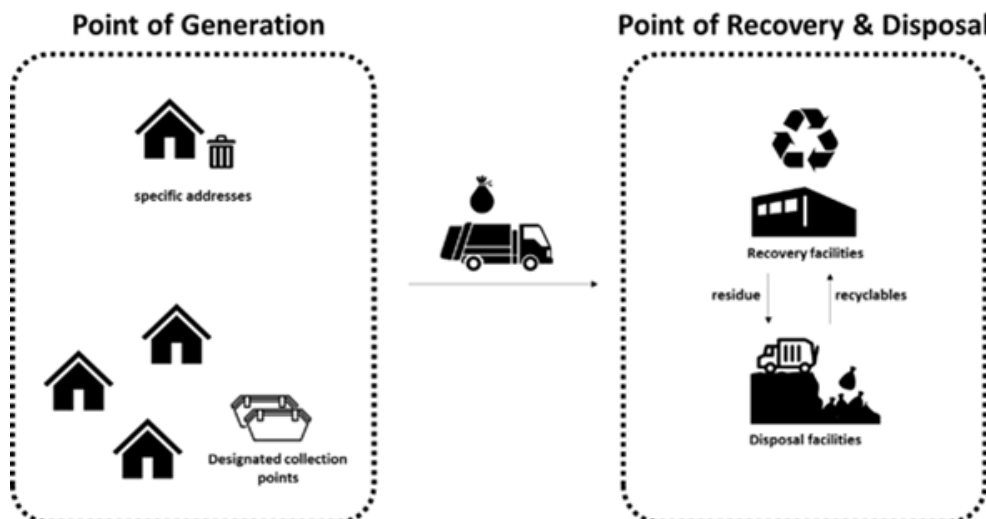 Point of Generation
Point of Recovery & Disposal
specific addresses
Designated collection
points
Recovery facilities
residue
recyclables
Disposal facilities